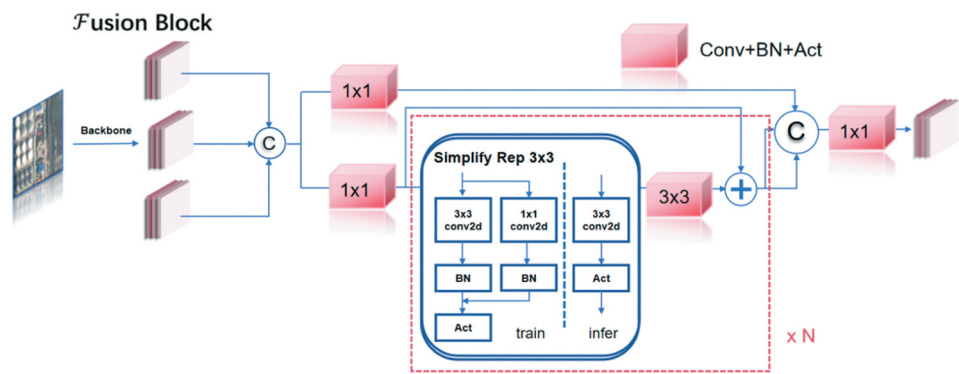 ℱusion Block
Conv+BN+Act
Backbone
C
1x1
1x1
Simplify Rep 3x3
3x3
conv2d
1x1
conv2d
3x3
conv2d
BN
BN
Act
Act
train
infer
3x3
+
C
1x1
x N